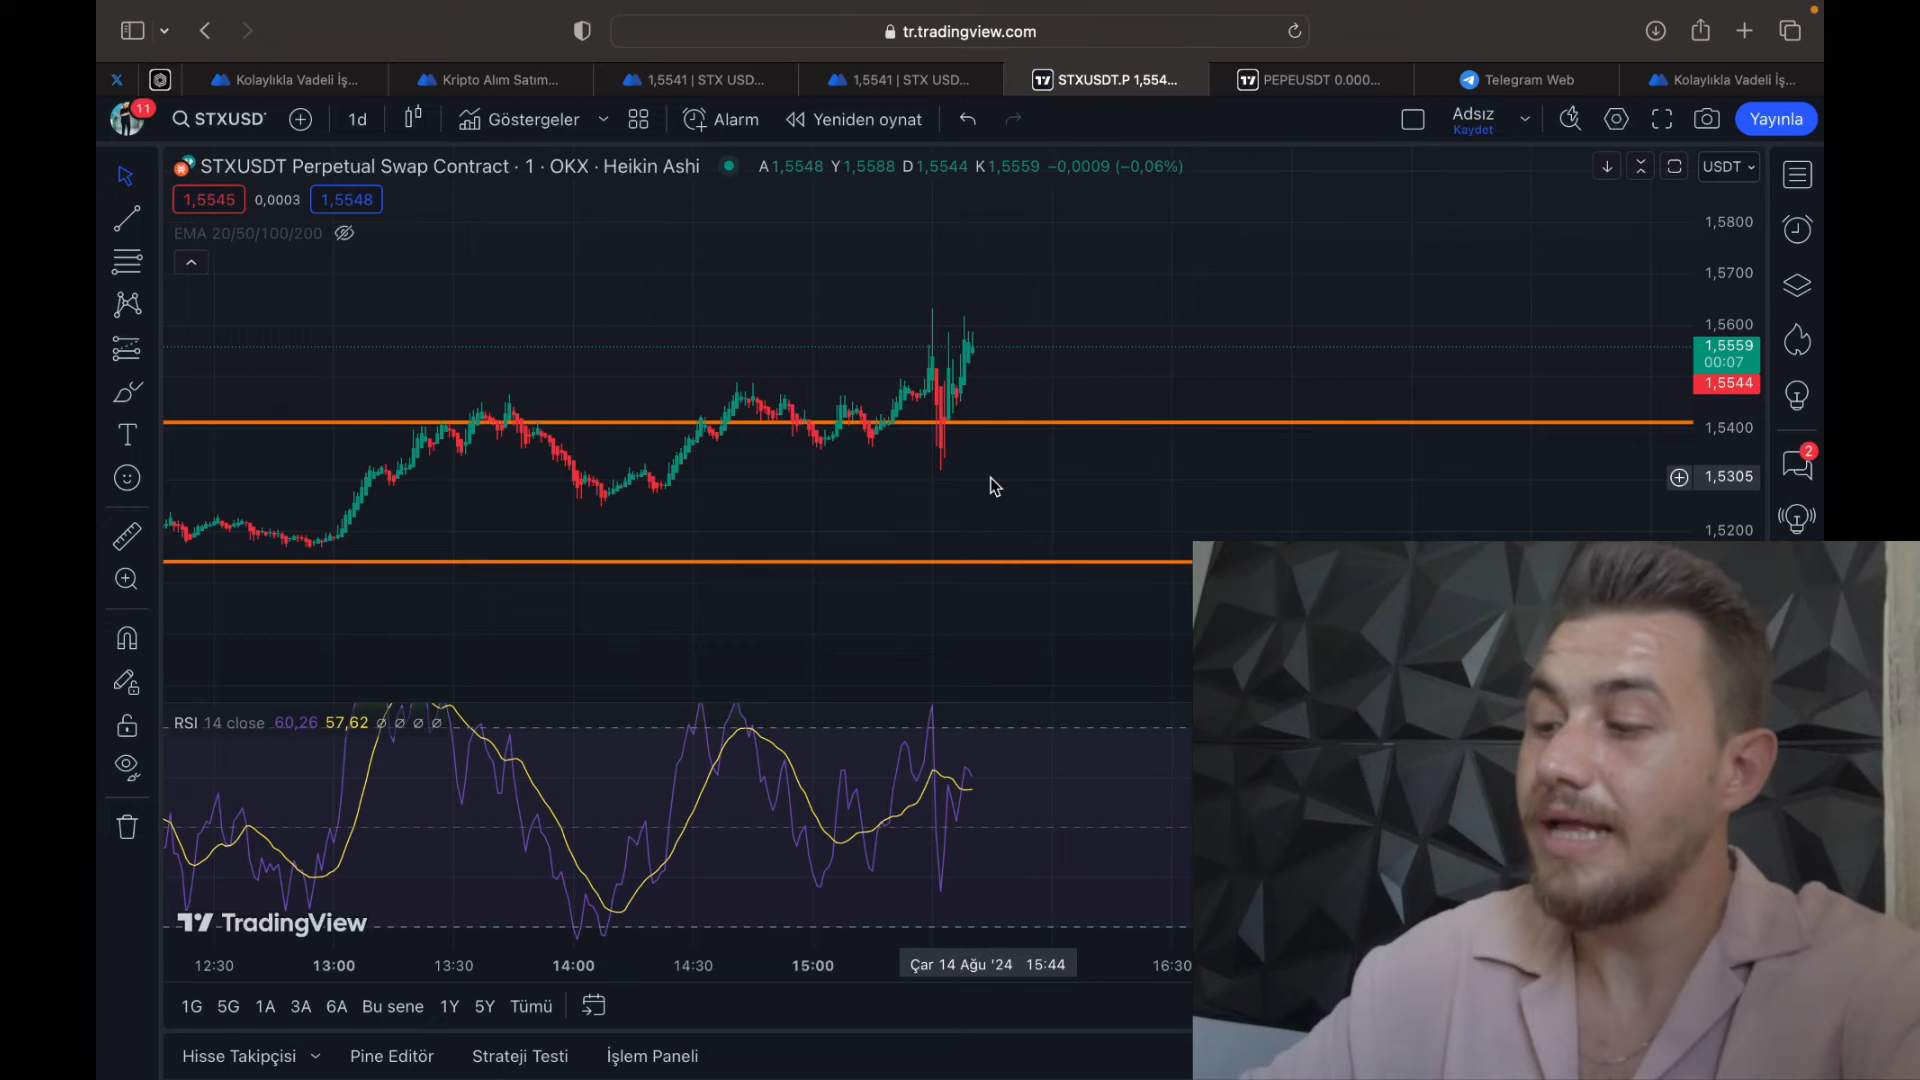 tr.tradingview.com
Kolaylıkla Vadeli İş...
Kripto Alım Satım...
1,5541 | STX USD...
1,5541 | STX USD...
STXUSDT.P 1,554...
PEPEUSDT 0.000...
Telegram Web
Kolaylıkla Vadeli İş...
11
STXUSDT
1d
Göstergeler
Alarm
Yeniden oynat
Adsız
Kaydet
Yayınla
STXUSDT Perpetual Swap Contract · 1 · OKX · Heikin Ashi
A1,5548 Y1,5588 D1,5544 K1,5559 −0,0009 (−0,06%)
USDT
1,5545
0,0003
1,5548
EMA 20/50/100/200
1,5800
1,5700
1,5600
1,5559
00:07
1,5544
1,5400
2
1,5305
1,5200
RSI 14 close 60,26 57,62 ∅ ∅ ∅ ∅
TradingView
12:30
13:00
13:30
14:00
14:30
15:00
Çar 14 Ağu '24 15:44
16:30
1G
5G
1A
3A
6A
Bu sene
1Y
5Y
Tümü
Hisse Takipçisi
Pine Editör
Strateji Testi
İşlem Paneli